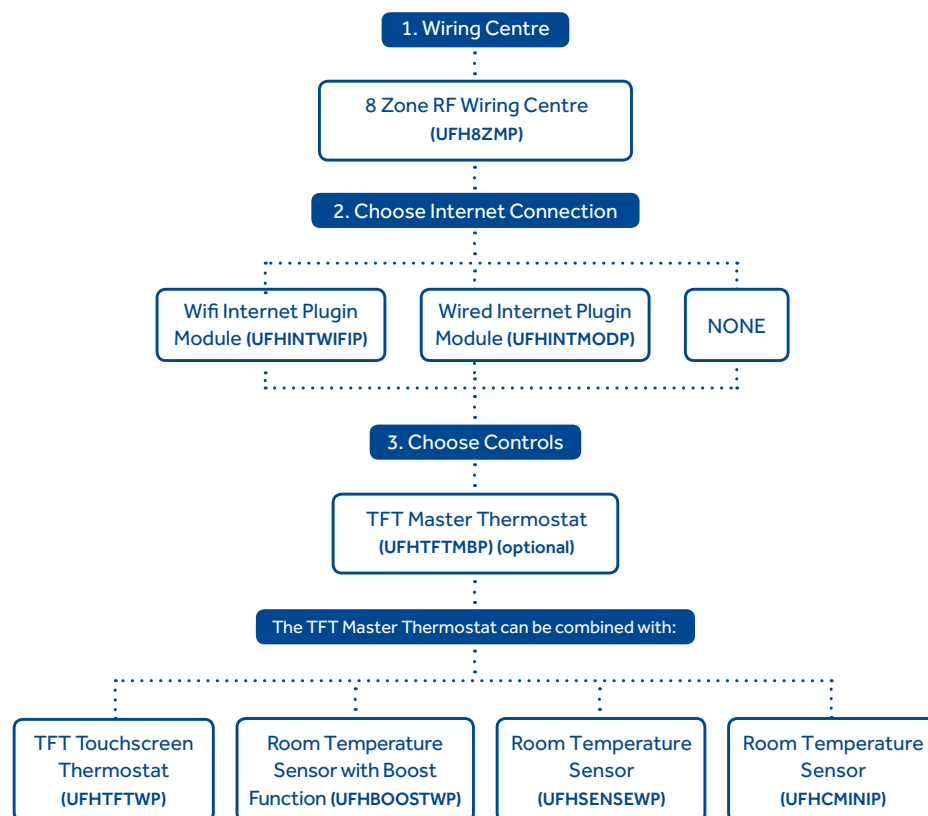 1. Wiring Centre
8 Zone RF Wiring Centre
(UFH8ZMP)
2. Choose Internet Connection
Wifi Internet Plugin
Module (UFHINTWIFIP)
Wired Internet Plugin
Module (UFHINTMODP)
NONE
3. Choose Controls
TFT Master Thermostat
(UFHTFTMBP) (optional)
The TFT Master Thermostat can be combined with:
TFT Touchscreen
Thermostat
(UFHTFTWP)
Room Temperature
Sensor with Boost
Function (UFHBOOSTWP)
Room Temperature
Sensor
(UFHSENSEWP)
Room Temperature
Sensor
(UFHCMINIP)